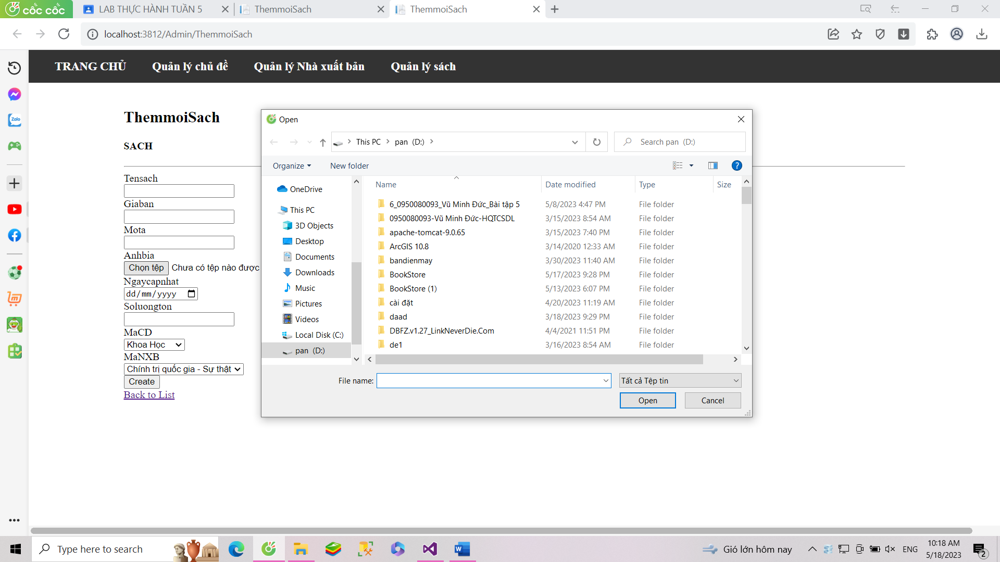 cốc cốc
LAB THỰC HÀNH TUẦN 5
ThemmoiSach
ThemmoiSach
localhost:3812/Admin/ThemmoiSach
TRANG CHỦ
Quản lý chủ đề
Quản lý Nhà xuất bản
Quản lý sách
ThemmoiSach
SACH
Tensach
Giaban
Mota
Anhbia
Chọn tệp Chưa có tệp nào được
Ngaycapnhat
dd/mm/yyyy
Soluongton
MaCD
Khoa Học
MaNXB
Chính trị quốc gia - Sự thật
Create
Back to List
Zalo
Open
This PC > pan (D:) >
Search pan (D:)
Organize
New folder
OneDrive
This PC
3D Objects
Desktop
Documents
Downloads
Music
Pictures
Videos
Local Disk (C:)
pan (D:)
Name Date modified Type Size
6_0950080093_Vũ Minh Đức_Bài tập 5 5/8/2023 4:47 PM File folder
0950080093-Vũ Minh Đức-HQTCSDL 3/15/2023 8:54 AM File folder
apache-tomcat-9.0.65 3/15/2023 7:40 PM File folder
ArcGIS 10.8 3/14/2020 12:33 AM File folder
bandienmay 3/30/2023 11:40 AM File folder
BookStore 5/17/2023 9:28 PM File folder
BookStore (1) 5/13/2023 6:07 PM File folder
cài đặt 4/20/2023 11:19 AM File folder
daad 3/18/2023 9:29 PM File folder
DBFZ.v1.27_LinkNeverDie.Com 4/4/2021 11:51 PM File folder
de1 3/16/2023 8:54 AM File folder
File name:
Tất cả Tệp tin
Open
Cancel
Type here to search
Gió lớn hôm nay
ENG
10:18 AM
5/18/2023
2